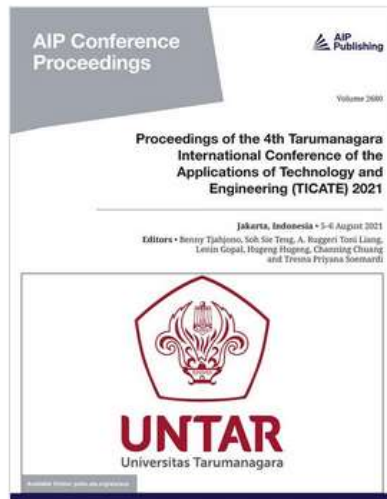 AIP Conference
Proceedings
AIP
Publishing
Volume 2680
Proceedings of the 4th Tarumanagara
International Conference of the
Applications of Technology and
Engineering (TICATE) 2021
Jakarta, Indonesia • 5–6 August 2021
Editors • Benny Tjahjono, Soh Sie Teng, A. Ruggeri Toni Liang,
Lenin Gopal, Hugeng Hugeng, Channing Chuang
and Tresna Priyana Soemardi
UNTAR
Universitas Tarumanagara